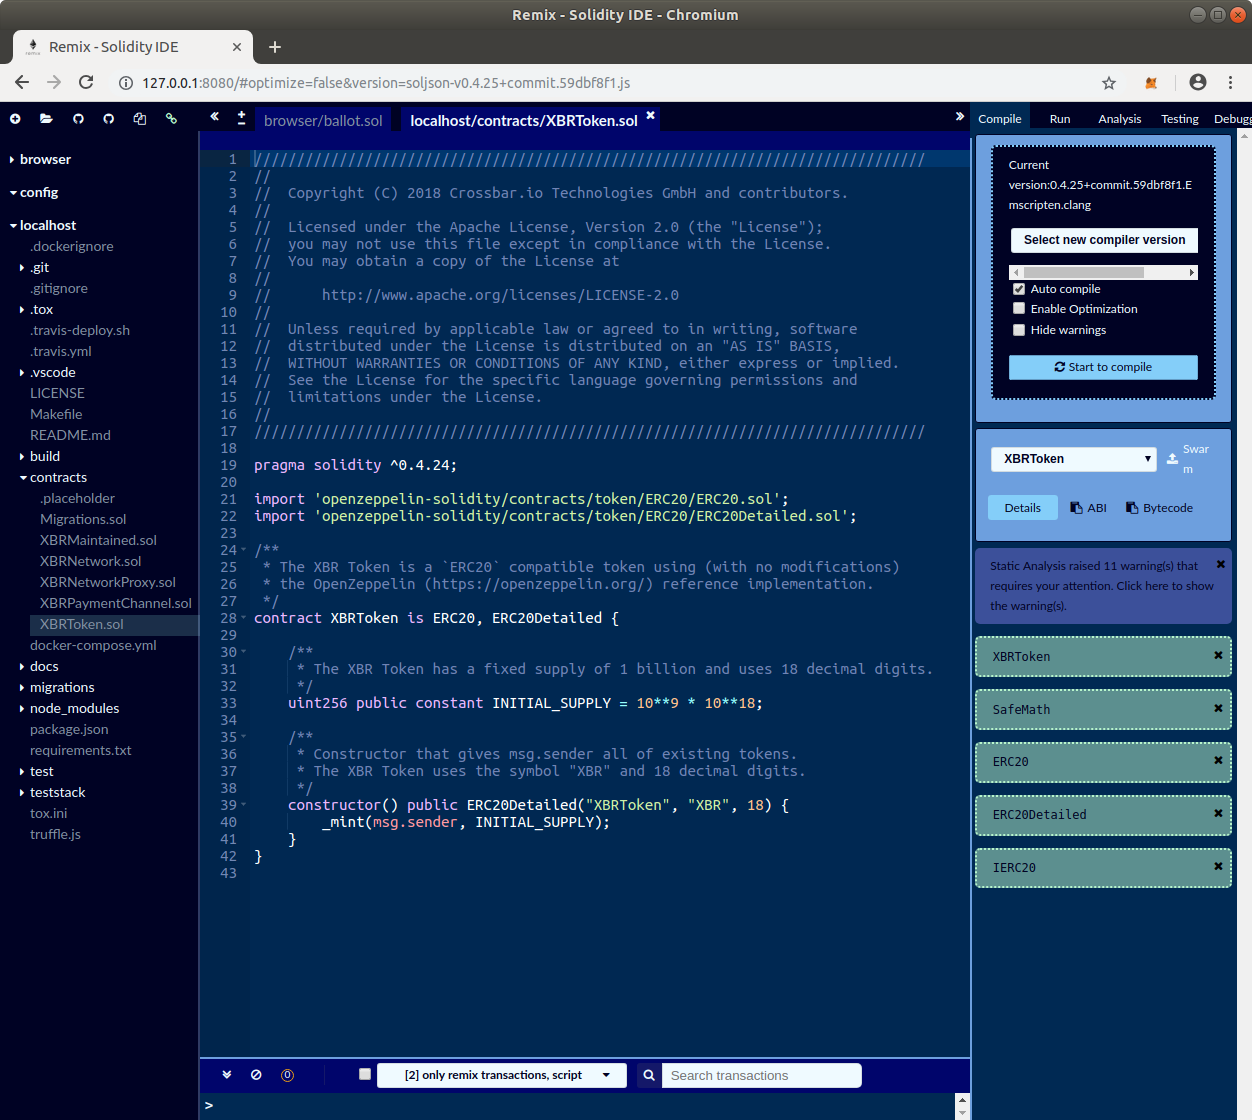 Remix - Solidity IDE - Chromium
Remix - Solidity IDE
127.0.0.1:8080/#optimize=false&version=soljson-v0.4.25+commit.59dbf8f1.js
browser/ballot.sol
localhost/contracts/XBRToken.sol
Compile
Run
Analysis
Testing
Debugg
browser
config
localhost
.dockerignore
.git
.gitignore
.tox
.travis-deploy.sh
.travis.yml
.vscode
LICENSE
Makefile
README.md
build
contracts
.placeholder
Migrations.sol
XBRMaintained.sol
XBRNetwork.sol
XBRNetworkProxy.sol
XBRPaymentChannel.sol
XBRToken.sol
docker-compose.yml
docs
migrations
node_modules
package.json
requirements.txt
test
teststack
tox.ini
truffle.js
1 ///////////////////////////////////////////////////////////////////////////////
2 //
3 //  Copyright (C) 2018 Crossbar.io Technologies GmbH and contributors.
4 //
5 //  Licensed under the Apache License, Version 2.0 (the "License");
6 //  you may not use this file except in compliance with the License.
7 //  You may obtain a copy of the License at
8 //
9 //      http://www.apache.org/licenses/LICENSE-2.0
10 //
11 //  Unless required by applicable law or agreed to in writing, software
12 //  distributed under the License is distributed on an "AS IS" BASIS,
13 //  WITHOUT WARRANTIES OR CONDITIONS OF ANY KIND, either express or implied.
14 //  See the License for the specific language governing permissions and
15 //  limitations under the License.
16 //
17 ///////////////////////////////////////////////////////////////////////////////
18
19 pragma solidity ^0.4.24;
20
21 import 'openzeppelin-solidity/contracts/token/ERC20/ERC20.sol';
22 import 'openzeppelin-solidity/contracts/token/ERC20/ERC20Detailed.sol';
23
24 /**
25  * The XBR Token is a `ERC20` compatible token using (with no modifications)
26  * the OpenZeppelin (https://openzeppelin.org/) reference implementation.
27  */
28 contract XBRToken is ERC20, ERC20Detailed {
29
30     /**
31      * The XBR Token has a fixed supply of 1 billion and uses 18 decimal digits.
32      */
33     uint256 public constant INITIAL_SUPPLY = 10**9 * 10**18;
34
35     /**
36      * Constructor that gives msg.sender all of existing tokens.
37      * The XBR Token uses the symbol "XBR" and 18 decimal digits.
38      */
39     constructor() public ERC20Detailed("XBRToken", "XBR", 18) {
40         _mint(msg.sender, INITIAL_SUPPLY);
41     }
42 }
43
0
[2] only remix transactions, script
Search transactions
>
Current
version:0.4.25+commit.59dbf8f1.E
mscripten.clang
Select new compiler version
Auto compile
Enable Optimization
Hide warnings
Start to compile
XBRToken
Swar
m
Details
ABI
Bytecode
Static Analysis raised 11 warning(s) that
requires your attention. Click here to show
the warning(s).
XBRToken
SafeMath
ERC20
ERC20Detailed
IERC20